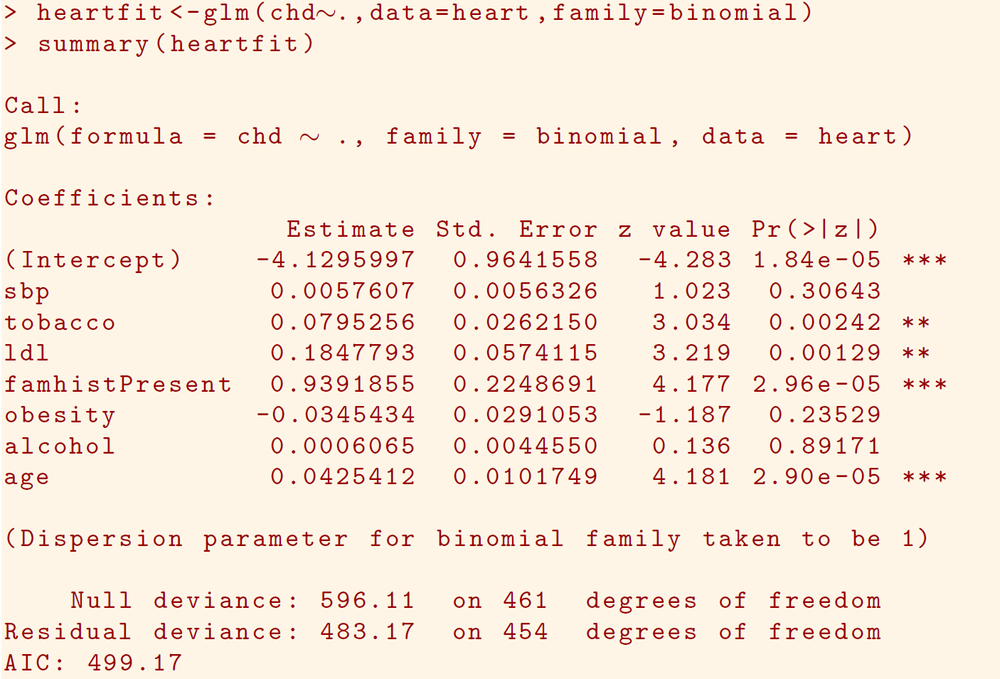 > heartfit<-glm(chd∼.,data=heart,family=binomial)
> summary(heartfit)
Call:
glm(formula = chd ∼ ., family = binomial, data = heart)
Coefficients:
Estimate Std. Error z value Pr(>|z|)
(Intercept) -4.1295997 0.9641558 -4.283 1.84e-05 ***
sbp 0.0057607 0.0056326 1.023 0.30643
tobacco 0.0795256 0.0262150 3.034 0.00242 **
ldl 0.1847793 0.0574115 3.219 0.00129 **
famhistPresent 0.9391855 0.2248691 4.177 2.96e-05 ***
obesity -0.0345434 0.0291053 -1.187 0.23529
alcohol 0.0006065 0.0044550 0.136 0.89171
age 0.0425412 0.0101749 4.181 2.90e-05 ***
(Dispersion parameter for binomial family taken to be 1)
Null deviance: 596.11 on 461 degrees of freedom
Residual deviance: 483.17 on 454 degrees of freedom
AIC: 499.17